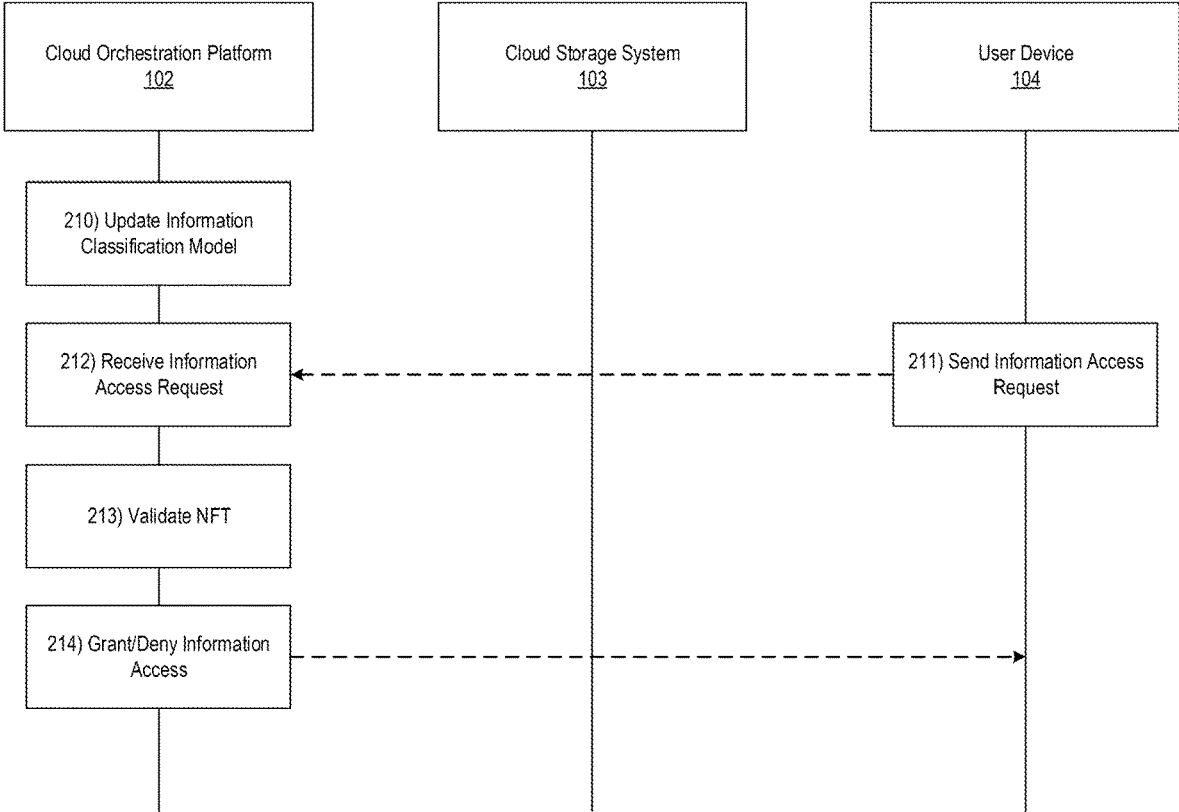 Cloud Orchestration Platform
102
Cloud Storage System
103
User Device
104
210) Update Information
Classification Model
212) Receive Information
Access Request
211) Send Information Access
Request
213) Validate NFT
214) Grant/Deny Information
Access